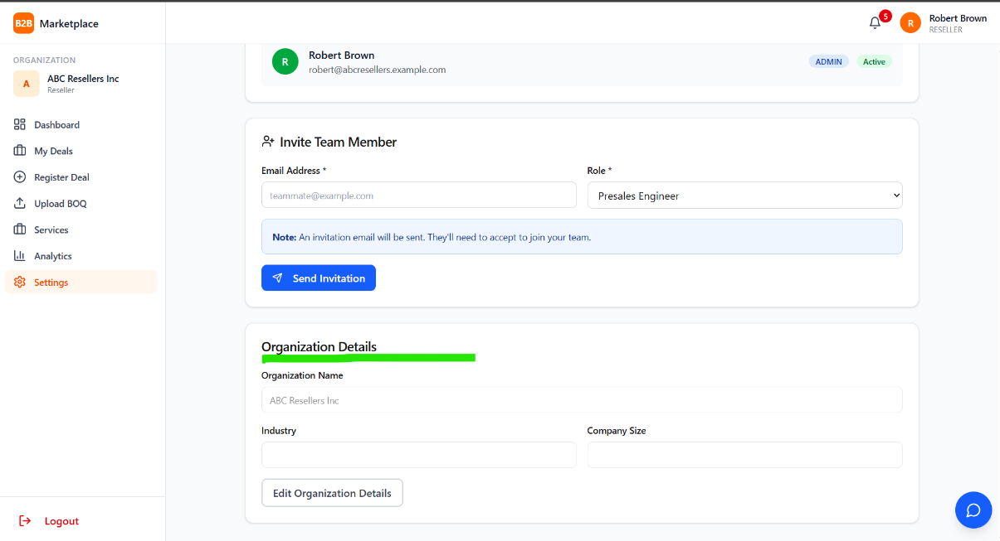 B2B Marketplace
5
R
Robert Brown
RESELLER
ORGANIZATION
A
ABC Resellers Inc
Reseller
Dashboard
My Deals
Register Deal
Upload BOQ
Services
Analytics
Settings
Logout
R
Robert Brown
robert@abcresellers.example.com
ADMIN
Active
Invite Team Member
Email Address *
Role *
teammate@example.com
Presales Engineer
Note: An invitation email will be sent. They'll need to accept to join your team.
Send Invitation
Organization Details
Organization Name
ABC Resellers Inc
Industry
Company Size
Edit Organization Details